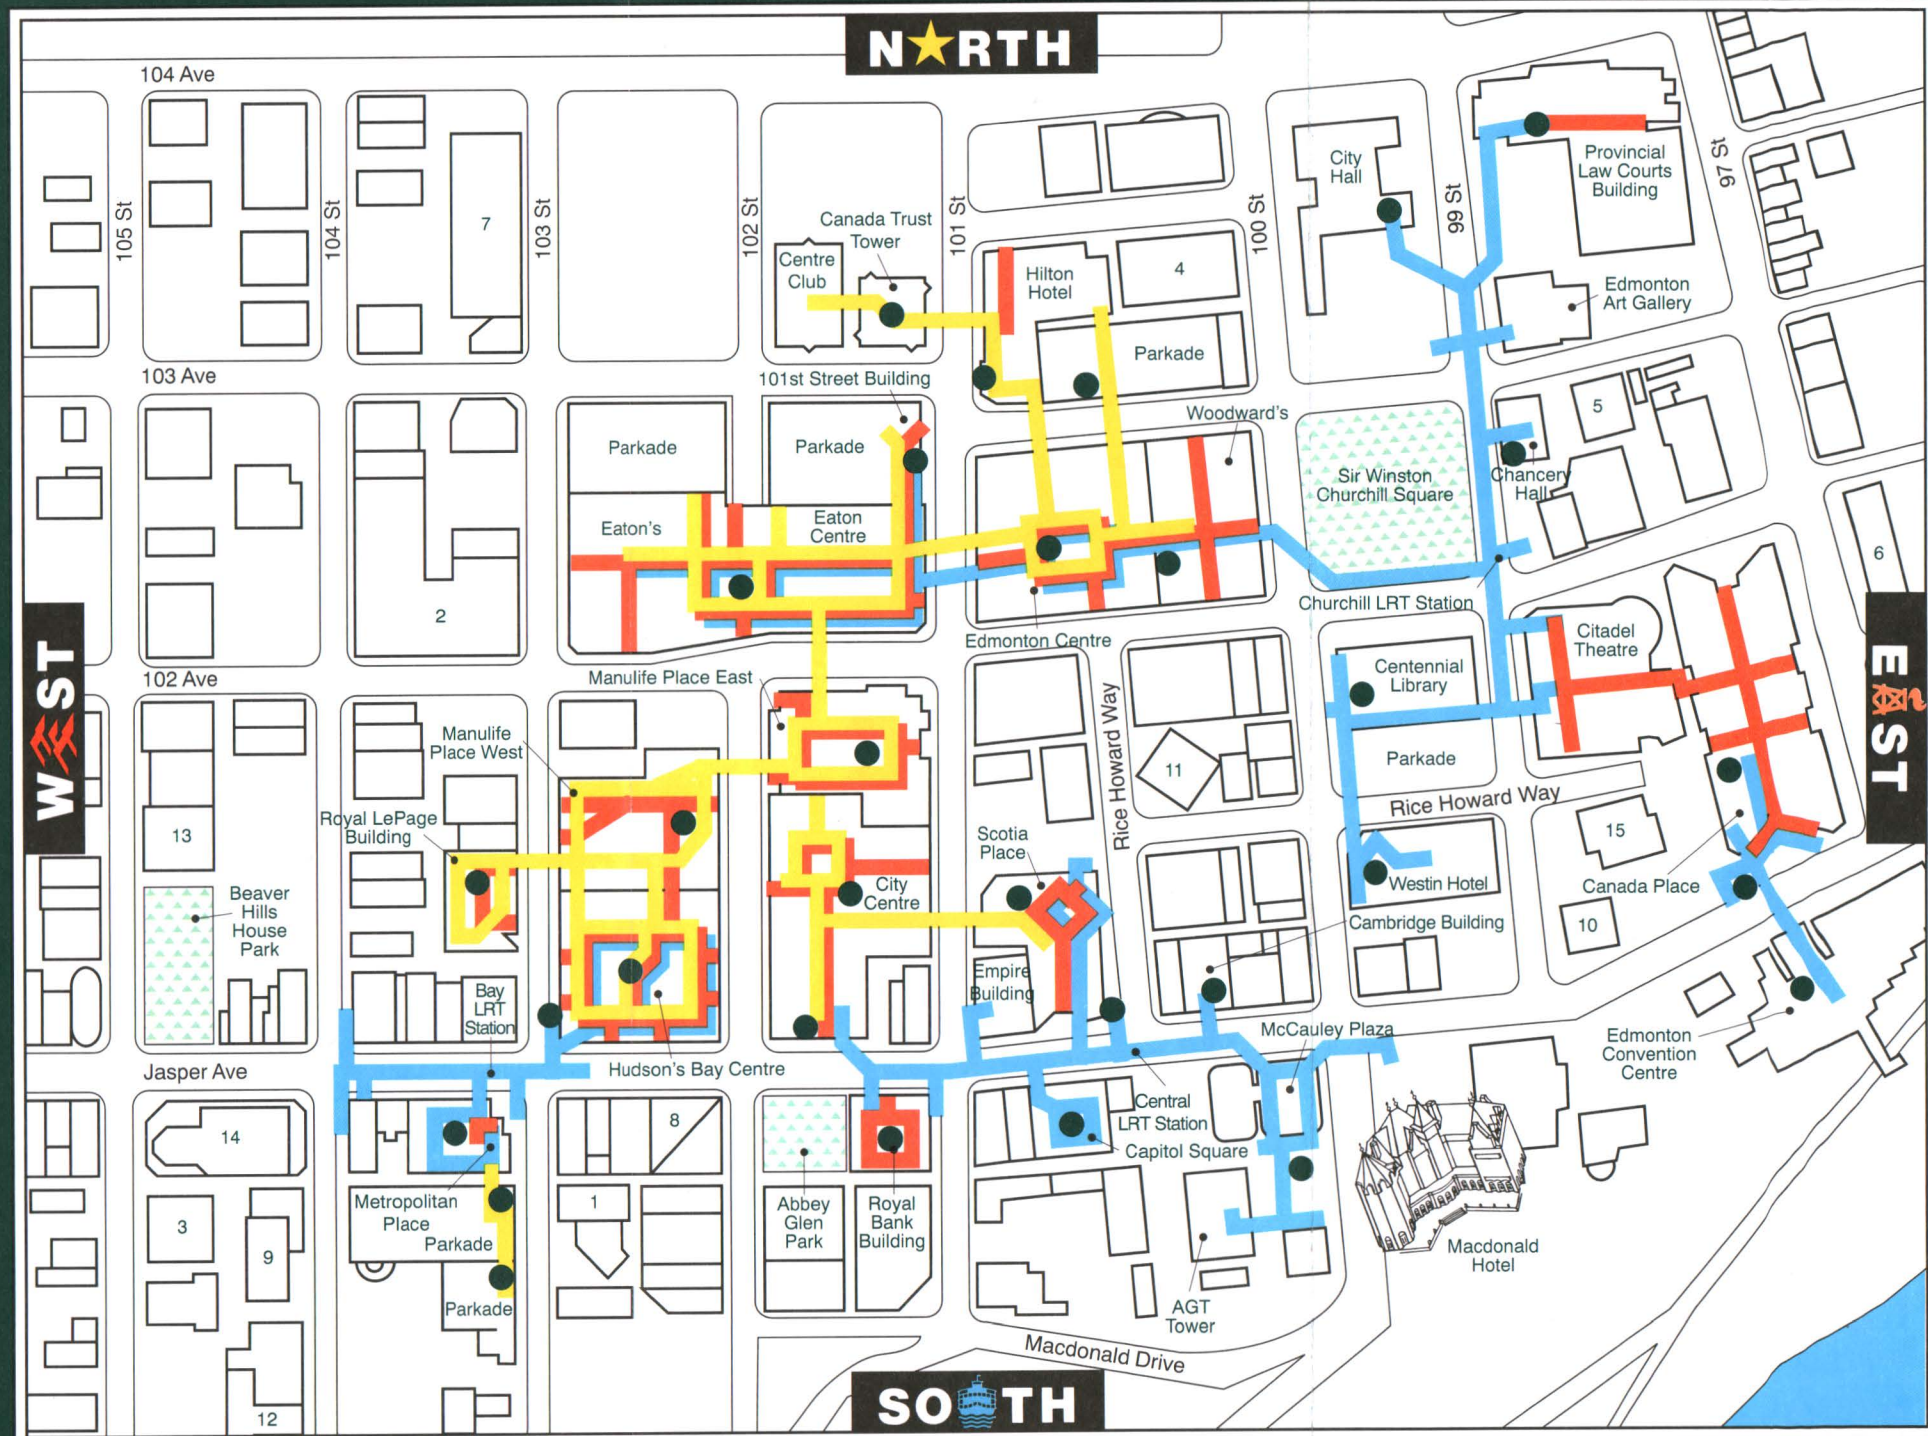 N★RTH
104 Ave
105 St
104 St
103 St
102 St
101 St
100 St
99 St
97 St
7
Canada Trust
Tower
Centre
Club
Hilton
Hotel
4
Parkade
City
Hall
Provincial
Law Courts
Building
Edmonton
Art Gallery
103 Ave
101st Street Building
Woodward's
Parkade
Parkade
Eaton's
Eaton
Centre
Sir Winston
Churchill Square
5
Chancery
Hall
6
2
Edmonton Centre
Churchill LRT Station
Citadel
Theatre
Centennial
Library
Parkade
WEST
EAST
102 Ave
Manulife Place East
Manulife
Place West
Royal LePage
Building
13
Beaver
Hills
House
Park
Rice Howard Way
11
Rice Howard Way
15
Scotia
Place
City
Centre
Westin Hotel
Canada Place
10
Cambridge Building
Empire
Building
Bay
LRT
Station
McCauley Plaza
Edmonton
Convention
Centre
Jasper Ave
Hudson's Bay Centre
14
8
Central
LRT Station
Capitol Square
Metropolitan
Place
Parkade
3
9
1
Abbey
Glen
Park
Royal
Bank
Building
Macdonald
Hotel
Parkade
AGT
Tower
Macdonald Drive
12
SOUTH